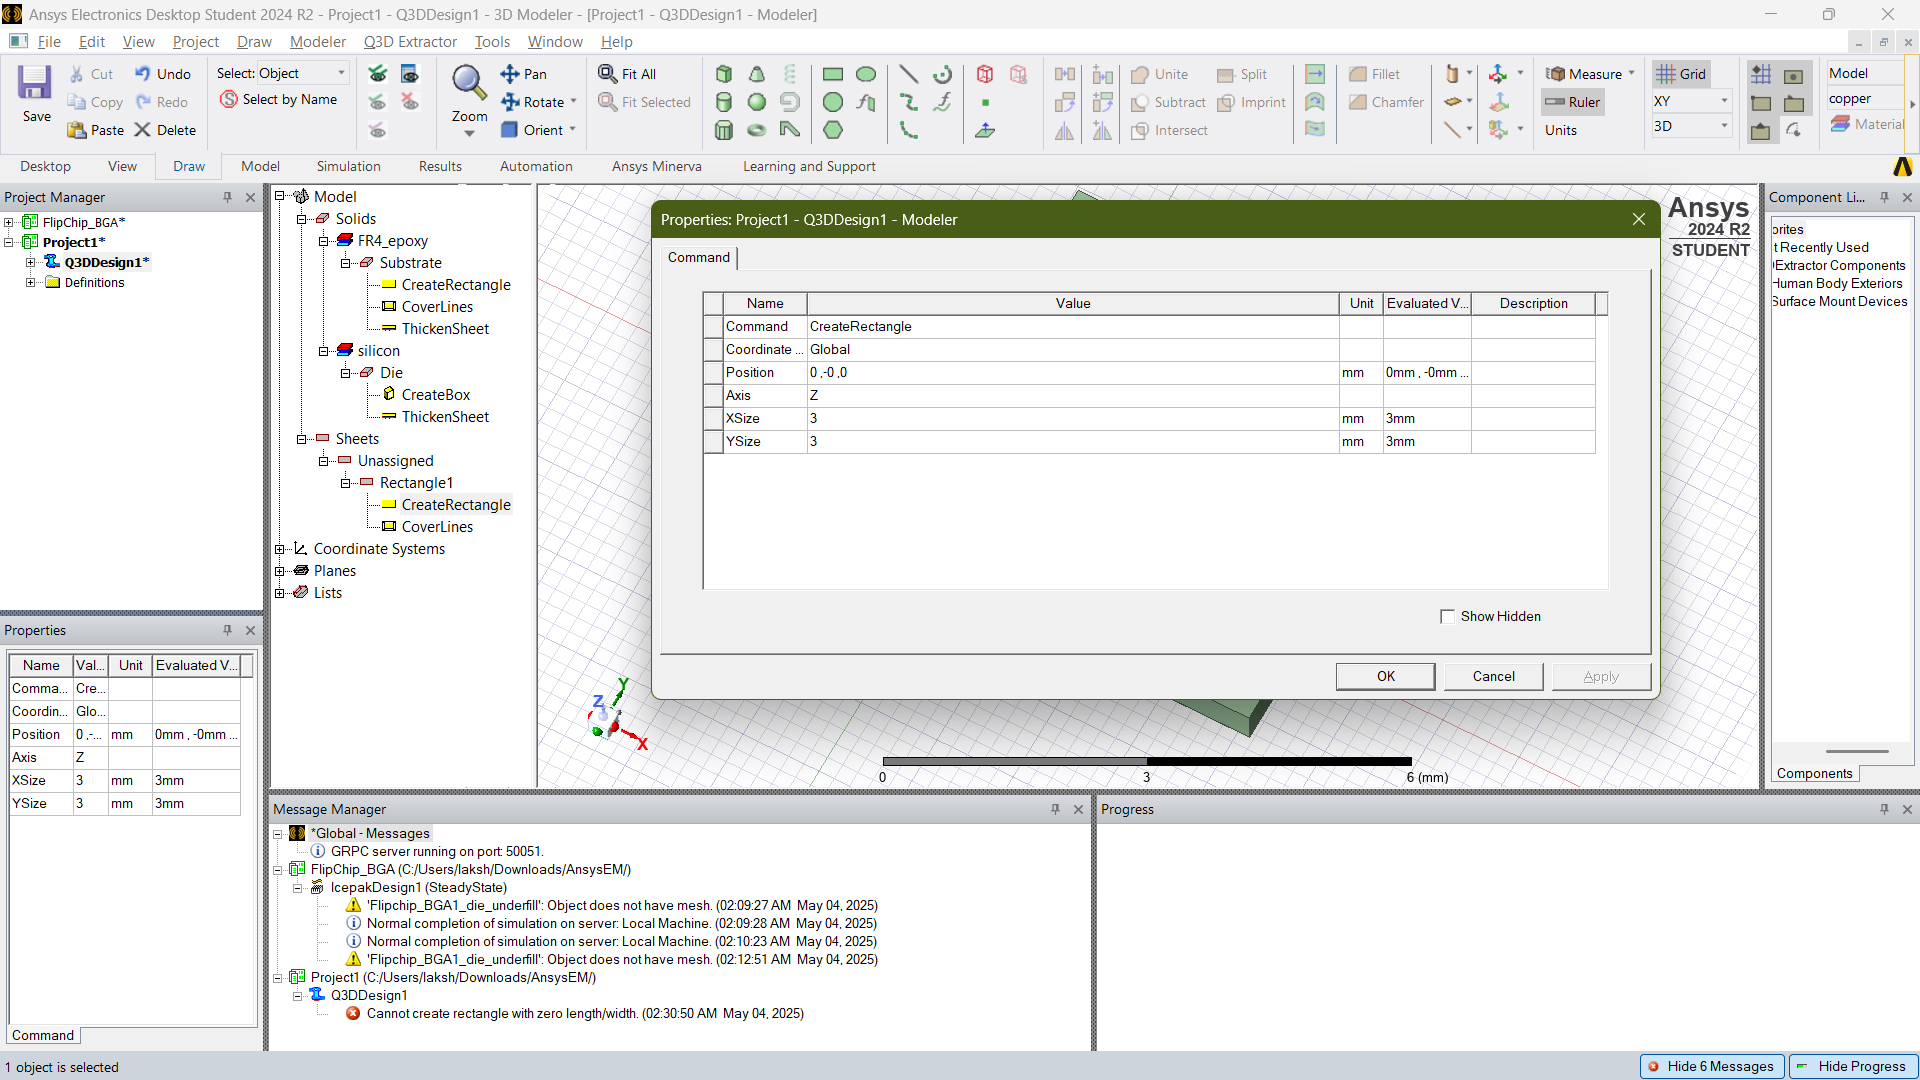 Ansys Electronics Desktop Student 2024 R2 - Project1 - Q3DDesign1 - 3D Modeler - [Project1 - Q3DDesign1 - Modeler]
File Edit View Project Draw Modeler Q3D Extractor Tools Window Help
Save
Cut
Copy
Paste
Undo
Redo
Delete
Select: Object
Select by Name
Zoom
Pan
Rotate
Orient
Fit All
Fit Selected
Unite
Subtract
Intersect
Split
Imprint
Fillet
Chamfer
Measure
Ruler
Units
Grid
XY
3D
Model
copper
Material
Desktop View Draw Model Simulation Results Automation Ansys Minerva Learning and Support
Project Manager
FlipChip_BGA*
Project1*
Q3DDesign1*
Definitions
Model
Solids
FR4_epoxy
Substrate
CreateRectangle
CoverLines
ThickenSheet
silicon
Die
CreateBox
ThickenSheet
Sheets
Unassigned
Rectangle1
CreateRectangle
CoverLines
Coordinate Systems
Planes
Lists
Properties: Project1 - Q3DDesign1 - Modeler
Command
Name Value Unit Evaluated V... Description
Command CreateRectangle
Coordinate ... Global
Position 0 ,-0 ,0 mm 0mm , -0mm ...
Axis Z
XSize 3 mm 3mm
YSize 3 mm 3mm
Show Hidden
OK Cancel Apply
Ansys
2024 R2
STUDENT
Component Li...
orites
t Recently Used
Extractor Components
Human Body Exteriors
Surface Mount Devices
Components
Z Y X
0 3 6 (mm)
Properties
Name Val... Unit Evaluated V...
Comma... Cre...
Coordin... Glo...
Position 0 ,-... mm 0mm , -0mm ...
Axis Z
XSize 3 mm 3mm
YSize 3 mm 3mm
Command
Message Manager
*Global - Messages
GRPC server running on port: 50051.
FlipChip_BGA (C:/Users/laksh/Downloads/AnsysEM/)
IcepakDesign1 (SteadyState)
'Flipchip_BGA1_die_underfill': Object does not have mesh. (02:09:27 AM May 04, 2025)
Normal completion of simulation on server: Local Machine. (02:09:28 AM May 04, 2025)
Normal completion of simulation on server: Local Machine. (02:10:23 AM May 04, 2025)
'Flipchip_BGA1_die_underfill': Object does not have mesh. (02:12:51 AM May 04, 2025)
Project1 (C:/Users/laksh/Downloads/AnsysEM/)
Q3DDesign1
Cannot create rectangle with zero length/width. (02:30:50 AM May 04, 2025)
Progress
1 object is selected
Hide 6 Messages
Hide Progress